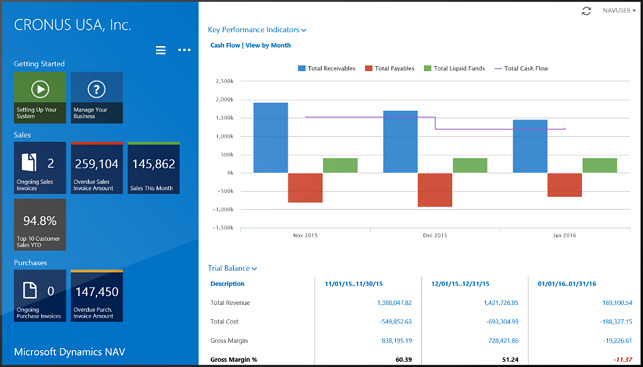 CRONUS USA, Inc.
NAVUSER
Getting Started
Setting Up Your System
Manage Your Business
Sales
2
Ongoing Sales Invoices
259,104
Overdue Sales Invoice Amount
145,862
Sales This Month
94.8%
Top 10 Customer Sales YTD
Purchases
0
Ongoing Purchase Invoices
147,450
Overdue Purch. Invoice Amount
Microsoft Dynamics NAV
Key Performance Indicators
Cash Flow | View by Month
Total Receivables Total Payables Total Liquid Funds Total Cash Flow
2,500k
2,000k
1,500k
1,000k
500k
0k
-500k
-1,000k
-1,500k
Nov 2015 Dec 2015 Jan 2016
Trial Balance
Description 11/01/15..11/30/15 12/01/15..12/31/15 01/01/16..01/31/16
Total Revenue 1,388,047.82 1,421,726.85 169,100.54
Total Cost -549,852.63 -693,304.99 -188,327.15
Gross Margin 838,195.19 728,421.86 -19,226.61
Gross Margin % 60.39 51.24 -11.37